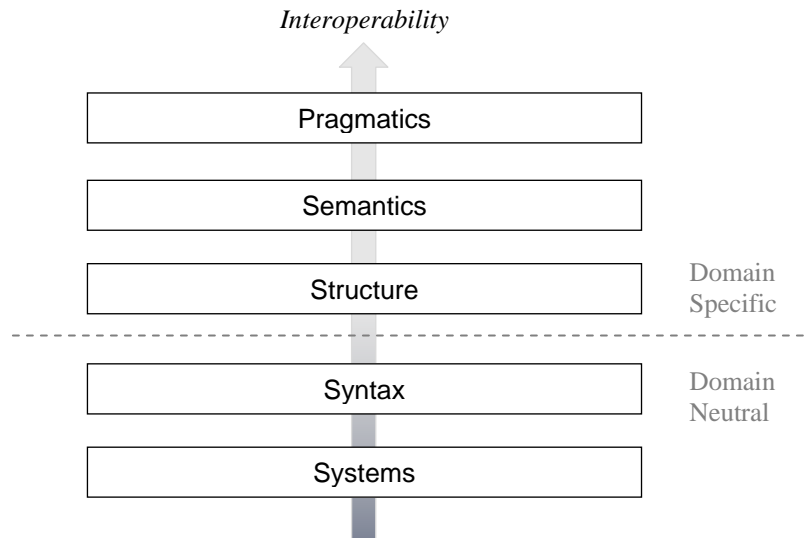 Interoperability
Pragmatics
Semantics
Structure
Domain
Specific
Syntax
Domain
Neutral
Systems